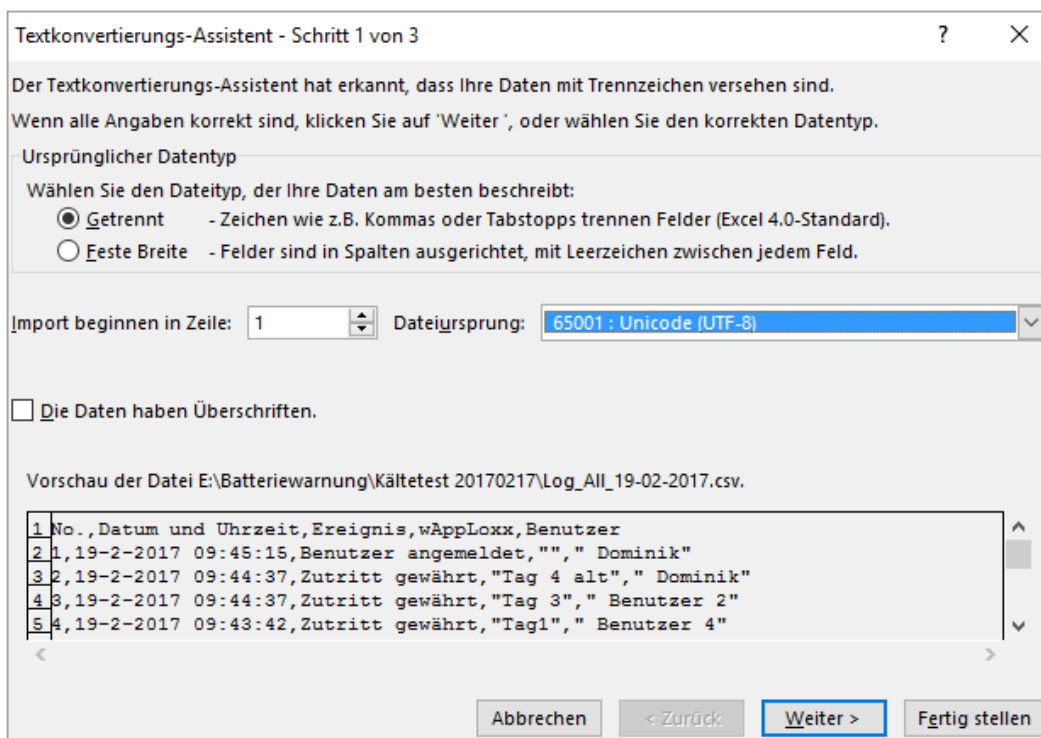 Textkonvertierungs-Assistent - Schritt 1 von 3
Der Textkonvertierungs-Assistent hat erkannt, dass Ihre Daten mit Trennzeichen versehen sind.
Wenn alle Angaben korrekt sind, klicken Sie auf 'Weiter ', oder wählen Sie den korrekten Datentyp.
Ursprünglicher Datentyp
Wählen Sie den Dateityp, der Ihre Daten am besten beschreibt:
Getrennt - Zeichen wie z.B. Kommas oder Tabstopps trennen Felder (Excel 4.0-Standard).
Feste Breite - Felder sind in Spalten ausgerichtet, mit Leerzeichen zwischen jedem Feld.
Import beginnen in Zeile: 1 Dateiursprung: 65001 : Unicode (UTF-8)
Die Daten haben Überschriften.
Vorschau der Datei E:\Batteriewarnung\Kältetest 20170217\Log_All_19-02-2017.csv.
1 No.,Datum und Uhrzeit,Ereignis,wAppLoxx,Benutzer
2 1,19-2-2017 09:45:15,Benutzer angemeldet,""," Dominik"
3 2,19-2-2017 09:44:37,Zutritt gewährt,"Tag 4 alt"," Dominik"
4 3,19-2-2017 09:44:37,Zutritt gewährt,"Tag 3"," Benutzer 2"
5 4,19-2-2017 09:43:42,Zutritt gewährt,"Tag1"," Benutzer 4"
Abbrechen < Zurück Weiter > Fertig stellen